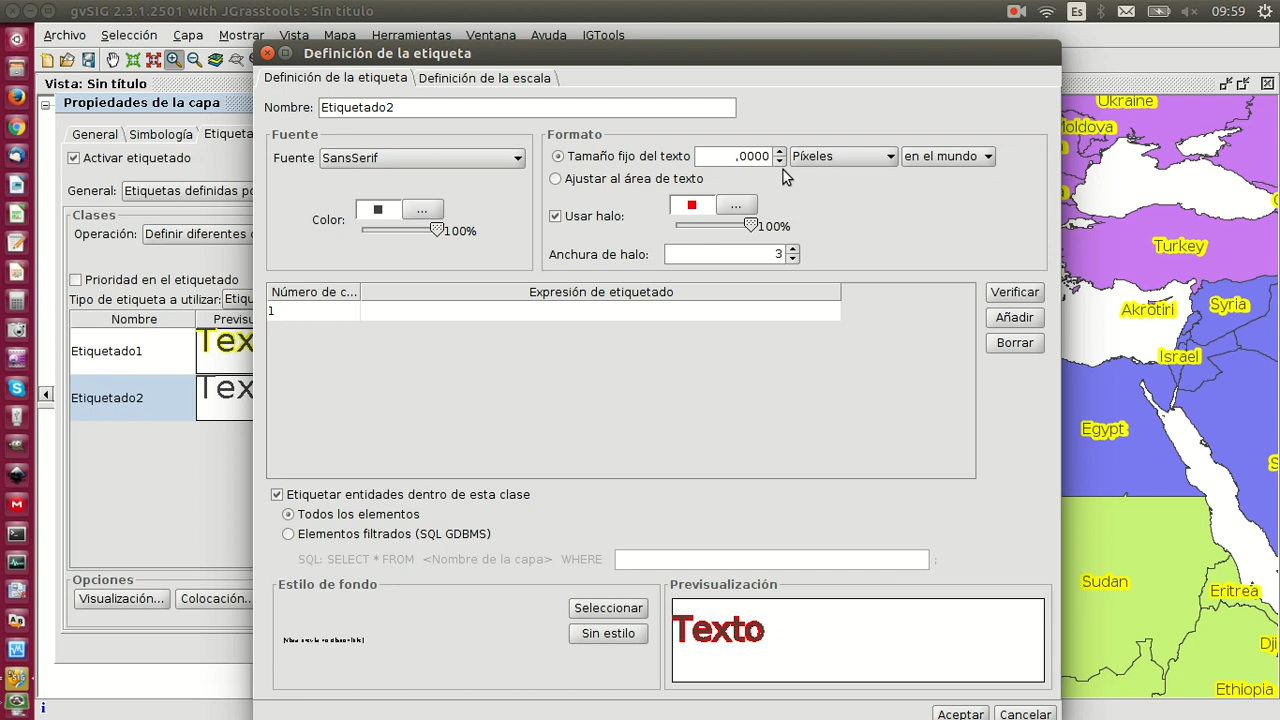 gvSIG 2.3.1.2501 with JGrasstools : Sin título
Es
09:59
Archivo Selección Capa Mostrar Vista Mapa Herramientas Ventana Ayuda IGTools
Vista: Sin título
Propiedades de la capa
General Simbología Etiqueta
Activar etiquetado
General: Etiquetas definidas po
Clases
Operación: Definir diferentes c
Prioridad en el etiquetado
Tipo de etiqueta a utilizar: Etiqu
Nombre Previsu
Etiquetado1 Texto
Etiquetado2 Texto
Opciones
Visualización... Colocación..
Definición de la etiqueta
Definición de la etiqueta Definición de la escala
Nombre: Etiquetado2
Fuente
Fuente SansSerif
Color: ...
100%
Formato
Tamaño fijo del texto ,0000 Píxeles en el mundo
Ajustar al área de texto
Usar halo: ...
100%
Anchura de halo: 3
Número de c... Expresión de etiquetado
1
Verificar
Añadir
Borrar
Etiquetar entidades dentro de esta clase
Todos los elementos
Elementos filtrados (SQL GDBMS)
SQL: SELECT * FROM <Nombre de la capa> WHERE ;
Estilo de fondo
Seleccionar
Sin estilo
Previsualización
Texto
Aceptar Cancelar
Ukraine
Moldova
Turkey
Akrotiri
Syria
Israel
Egypt
Sudan
Eritrea
Dji
Ethiopia